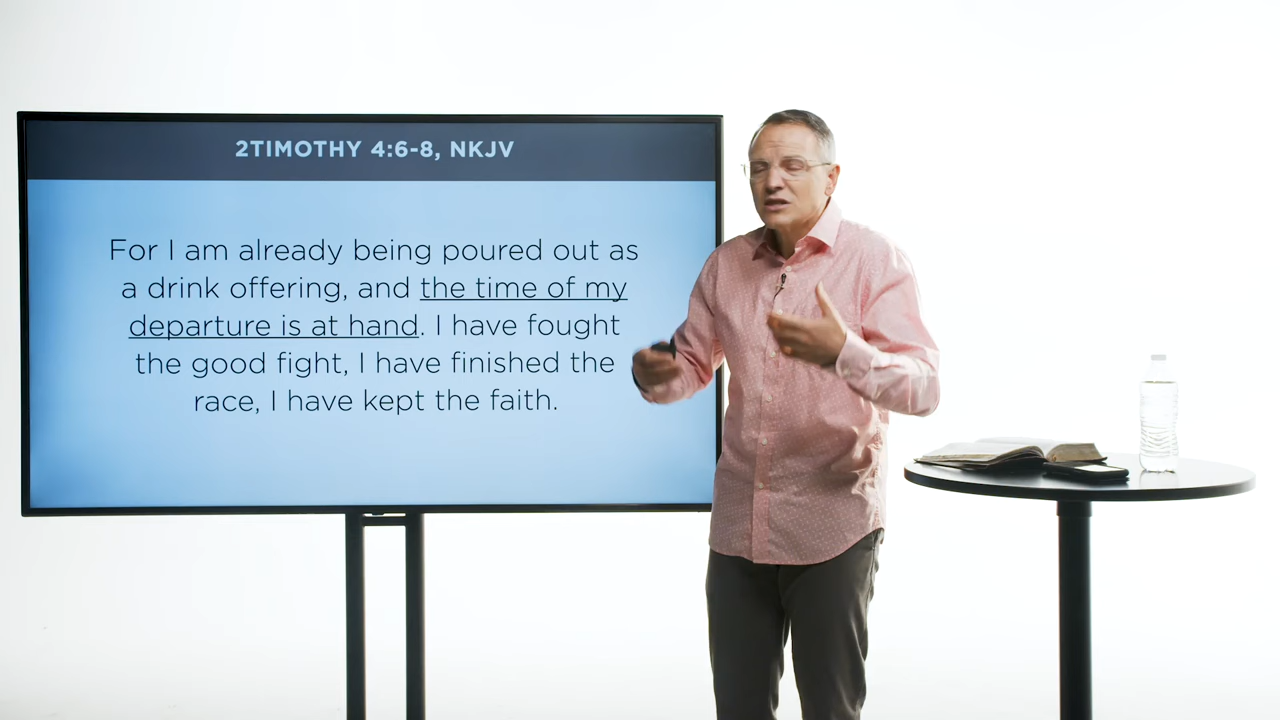 2TIMOTHY 4:6-8, NKJV
For I am already being poured out as
a drink offering, and the time of my
departure is at hand. I have fought
the good fight, I have finished the
race, I have kept the faith.